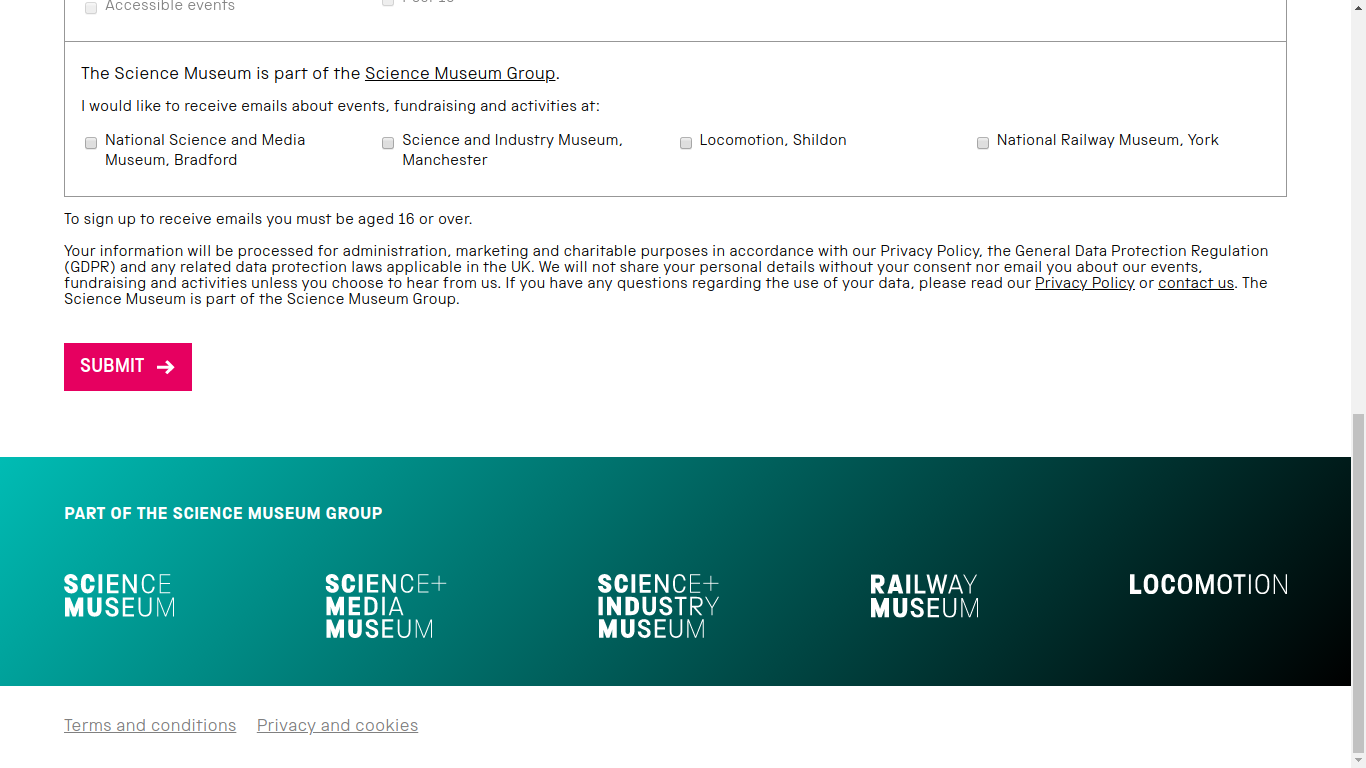 Accessible events
The Science Museum is part of the Science Museum Group.
I would like to receive emails about events, fundraising and activities at:
National Science and Media
Museum, Bradford
Science and Industry Museum,
Manchester
Locomotion, Shildon
National Railway Museum, York
To sign up to receive emails you must be aged 16 or over.
Your information will be processed for administration, marketing and charitable purposes in accordance with our Privacy Policy, the General Data Protection Regulation
(GDPR) and any related data protection laws applicable in the UK. We will not share your personal details without your consent nor email you about our events,
fundraising and activities unless you choose to hear from us. If you have any questions regarding the use of your data, please read our Privacy Policy or contact us. The
Science Museum is part of the Science Museum Group.
SUBMIT
PART OF THE SCIENCE MUSEUM GROUP
SCIENCE
MUSEUM
SCIENCE+
MEDIA
MUSEUM
SCIENCE+
INDUSTRY
MUSEUM
RAILWAY
MUSEUM
LOCOMOTION
Terms and conditions
Privacy and cookies